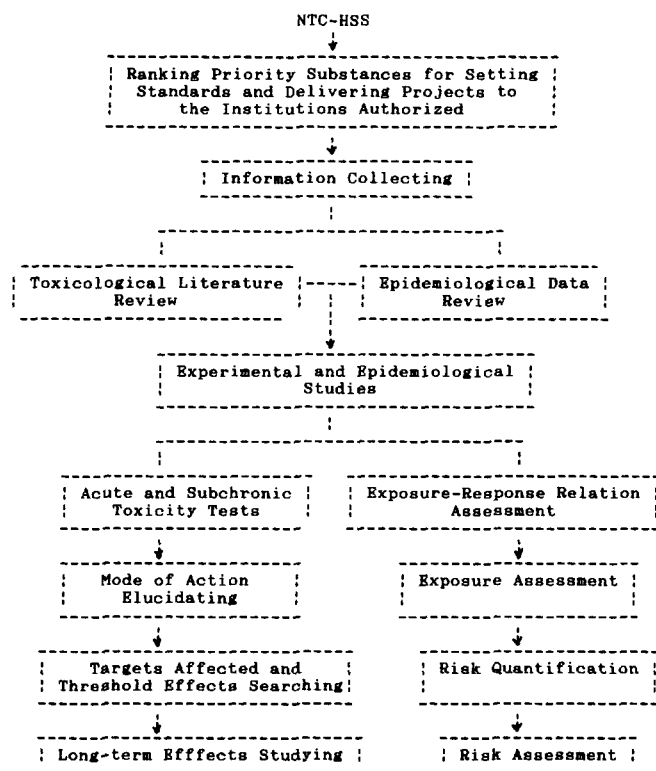 NTC-HSS
Ranking Priority Substances for Setting
Standards and Delivering Projects to
the Institutions Authorized
Information Collecting
Toxicological Literature
Review
Epidemiological Data
Review
Experimental and Epidemiological
Studies
Acute and Subchronic
Toxicity Tests
Exposure-Response Relation
Assessment
Mode of Action
Elucidating
Exposure Assessment
Targets Affected and
Threshold Effects Searching
Risk Quantification
Long-term Efffects Studying
Risk Assessment